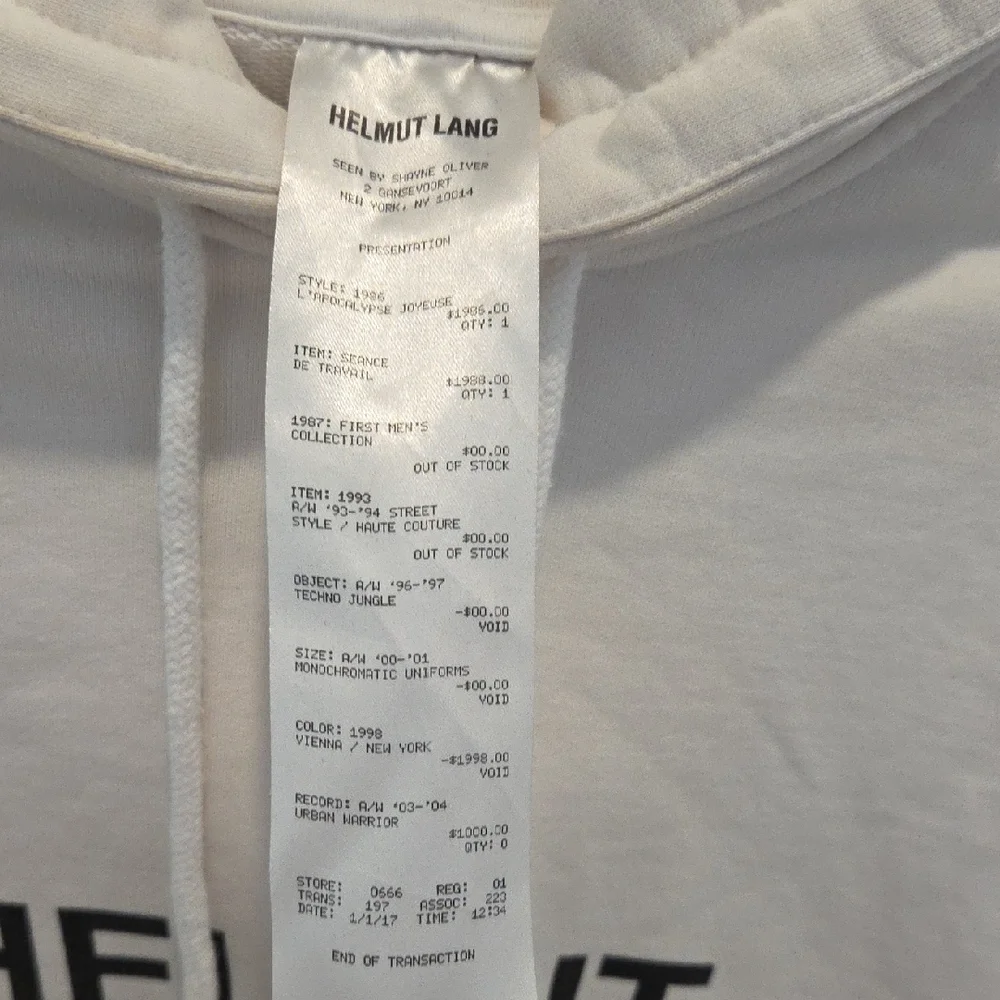 HELMUT LANG
SEEN BY SHAYNE OLIVER
2 GANSEVOORT
NEW YORK, NY 10014
PRESENTATION
STYLE: 1986
L'APOCALYPSE JOYEUSE
$1986.00
QTY: 1
ITEM: SEANCE
DE TRAVAIL
$1988.00
QTY: 1
1987: FIRST MEN'S
COLLECTION
$00.00
OUT OF STOCK
ITEM: 1993
A/W '93-'94 STREET
STYLE / HAUTE COUTURE
$00.00
OUT OF STOCK
OBJECT: A/W '96-'97
TECHNO JUNGLE
-$00.00
VOID
SIZE: A/W '00-'01
MONOCHROMATIC UNIFORMS
-$00.00
VOID
COLOR: 1998
VIENNA / NEW YORK
-$1998.00
VOID
RECORD: A/W '03-'04
URBAN WARRIOR
$1000.00
QTY: 0
STORE: 0666 REG: 01
TRANS: 197 ASSOC: 223
DATE: 1/1/17 TIME: 12:34
END OF TRANSACTION